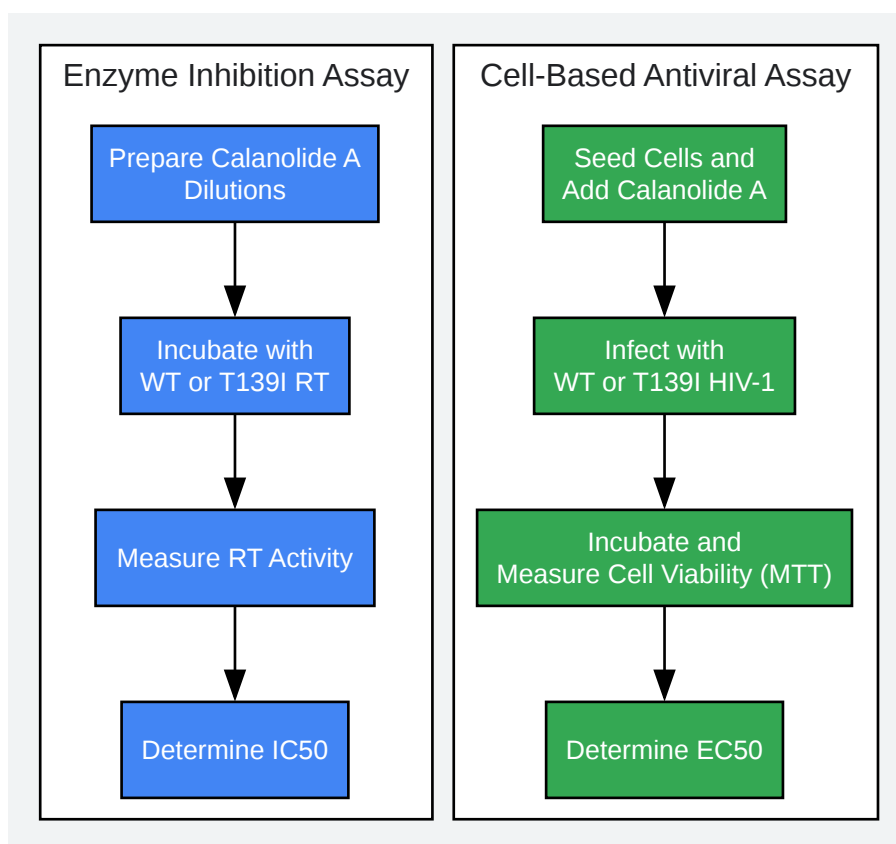 Enzyme Inhibition Assay
Prepare Calanolide A
Dilutions
Incubate with
WT or T139I RT
Measure RT Activity
Determine IC50
Cell-Based Antiviral Assay
Seed Cells and
Add Calanolide A
Infect with
WT or T139I HIV-1
Incubate and
Measure Cell Viability (MTT)
Determine EC50